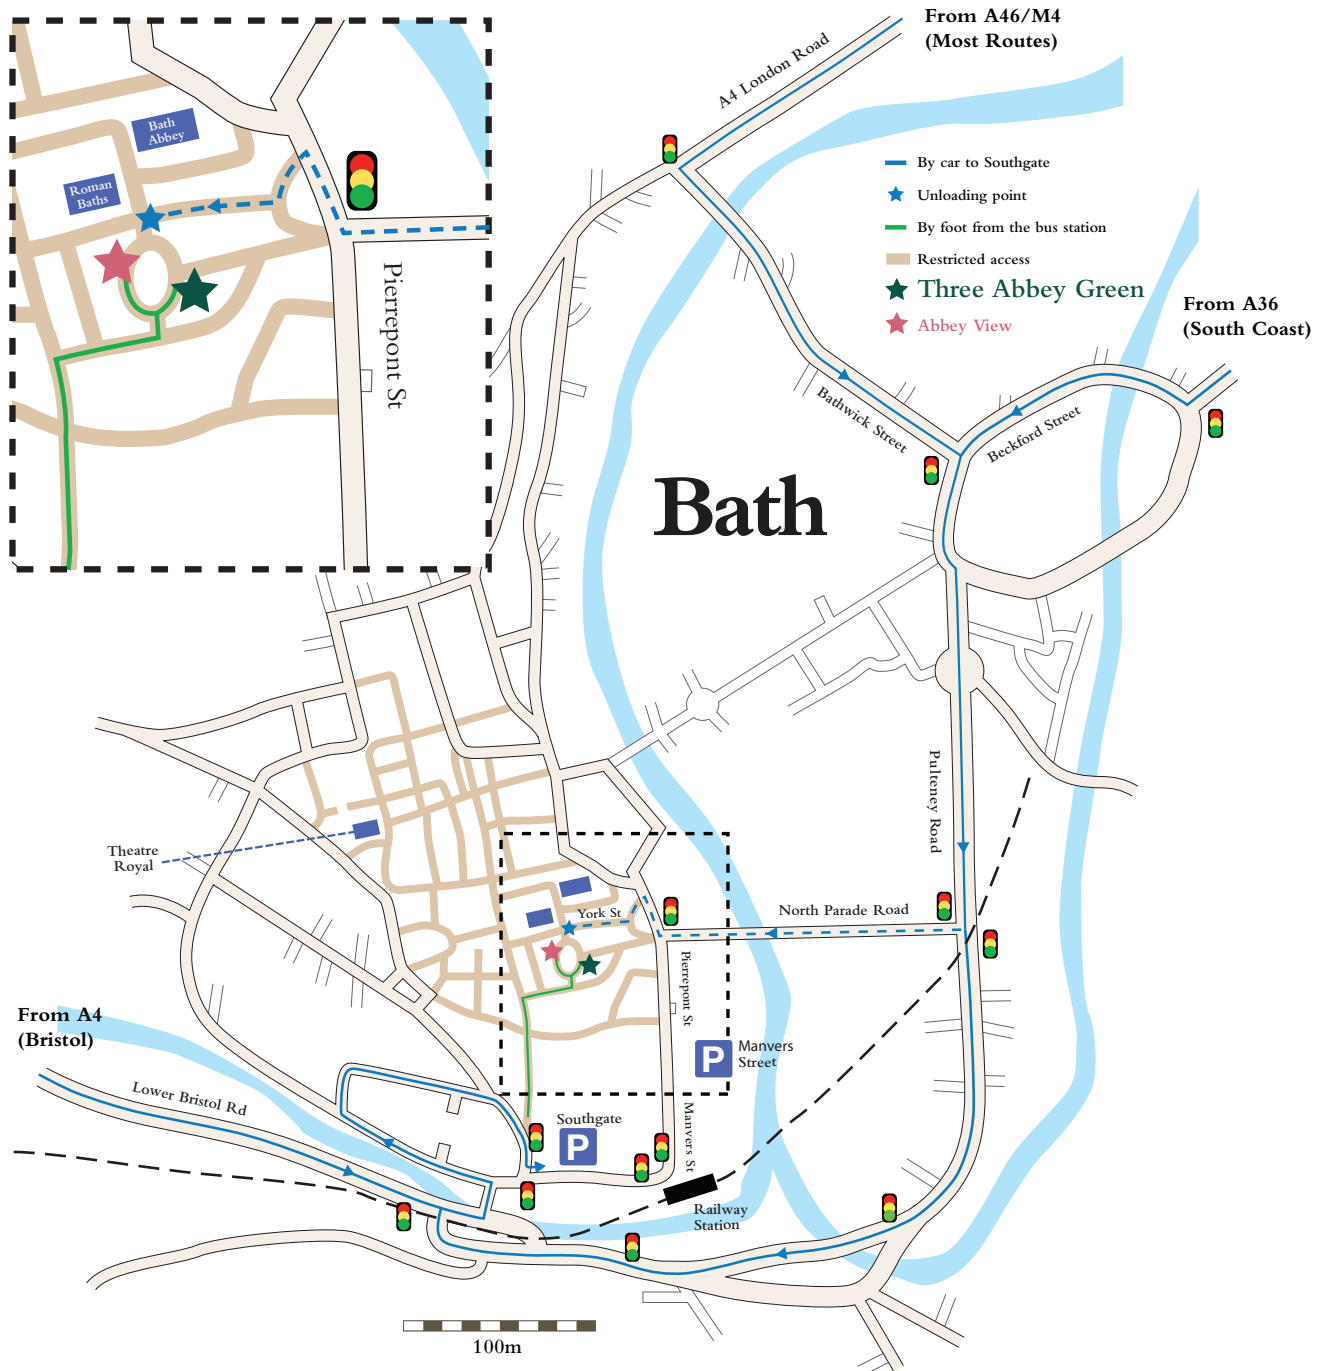 From A46/M4
(Most Routes)
A4 London Road
By car to Southgate
Unloading point
By foot from the bus station
Restricted access
Three Abbey Green
Abbey View
From A36
(South Coast)
Bath
Abbey
Roman
Baths
Pierrepont St
Bathwick Street
Beckford Street
Bath
Pulteney Road
Theatre
Royal
York St
North Parade Road
Pierrepont St
P
Manvers
Street
From A4
(Bristol)
Lower Bristol Rd
Southgate
P
Manvers St
Railway
Station
100m